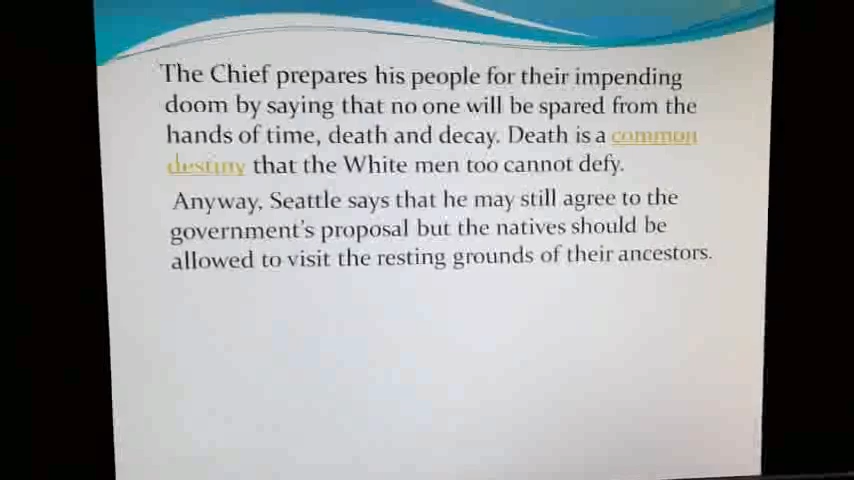 The Chief prepares his people for their impending
doom by saying that no one will be spared from the
hands of time, death and decay. Death is a common
destiny that the White men too cannot defy.
Anyway, Seattle says that he may still agree to the
government's proposal but the natives should be
allowed to visit the resting grounds of their ancestors.